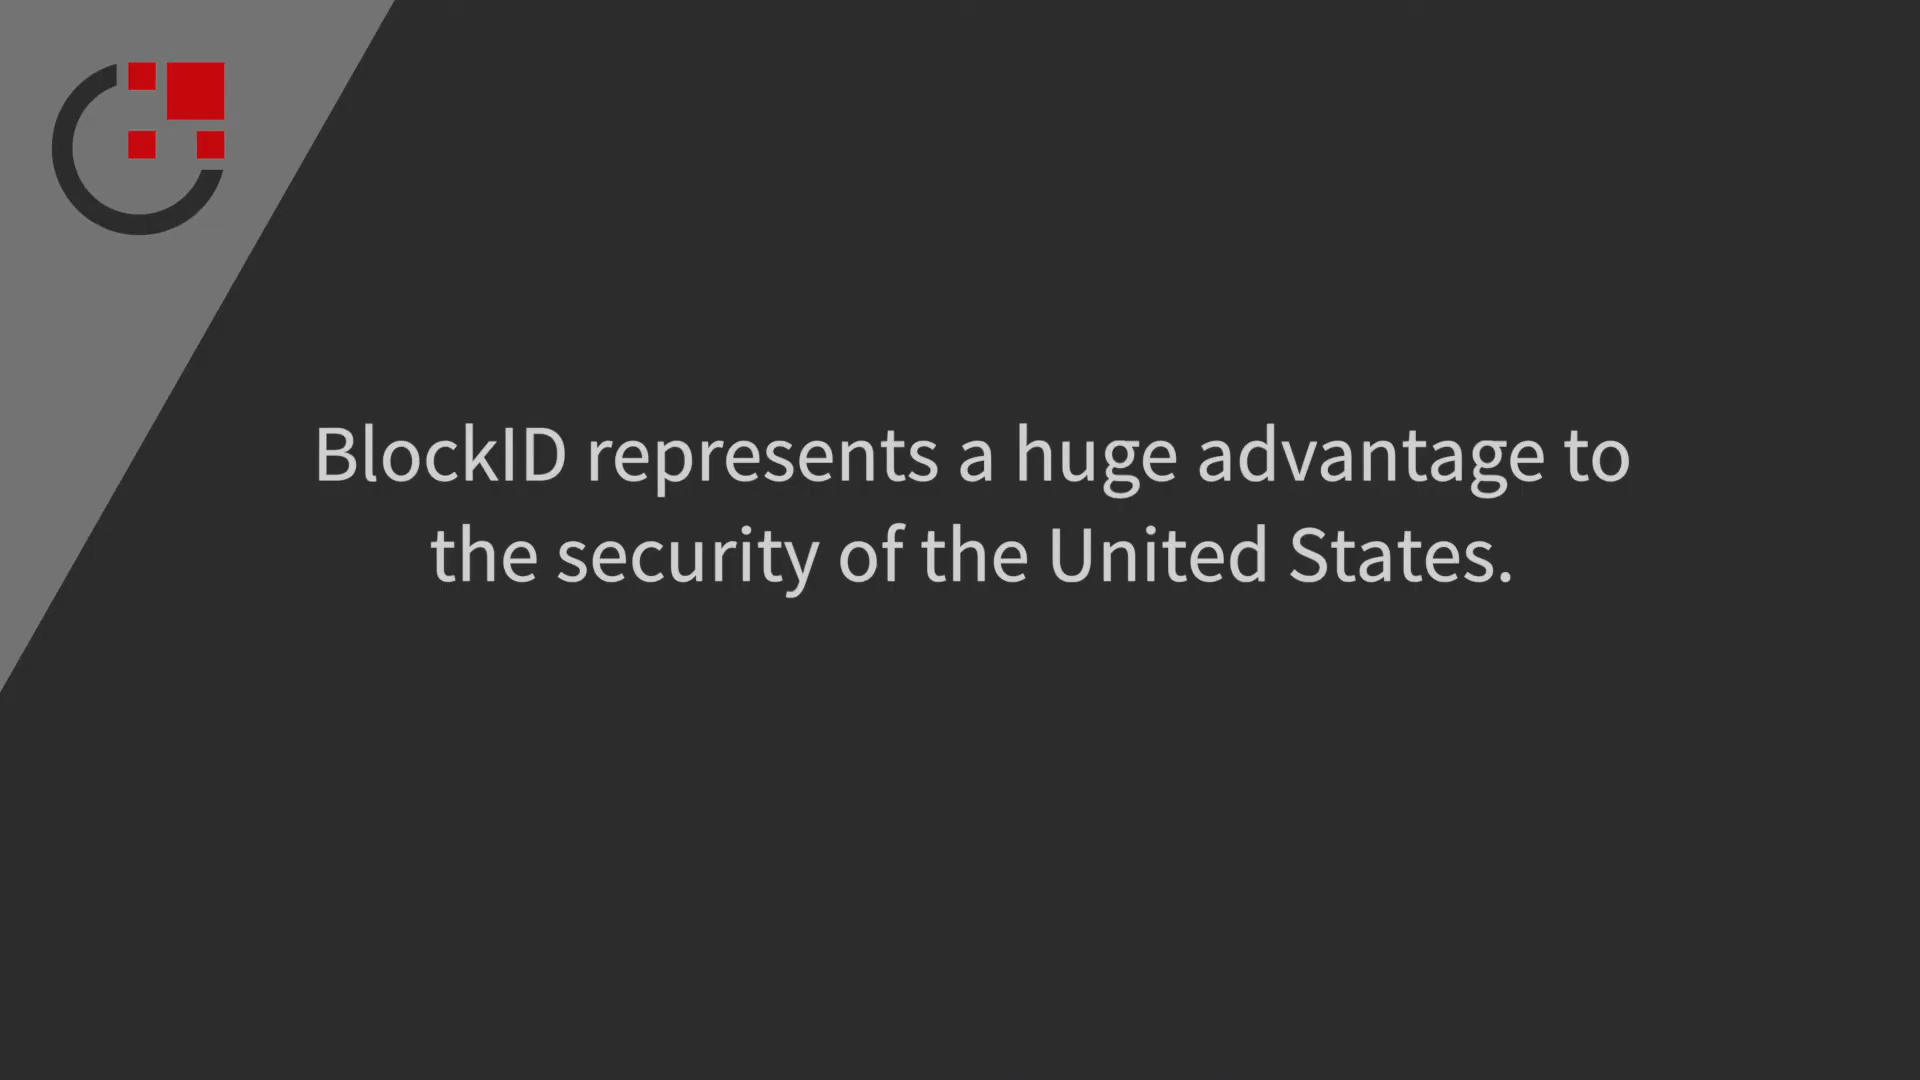 BlockID represents a huge advantage to
the security of the United States.